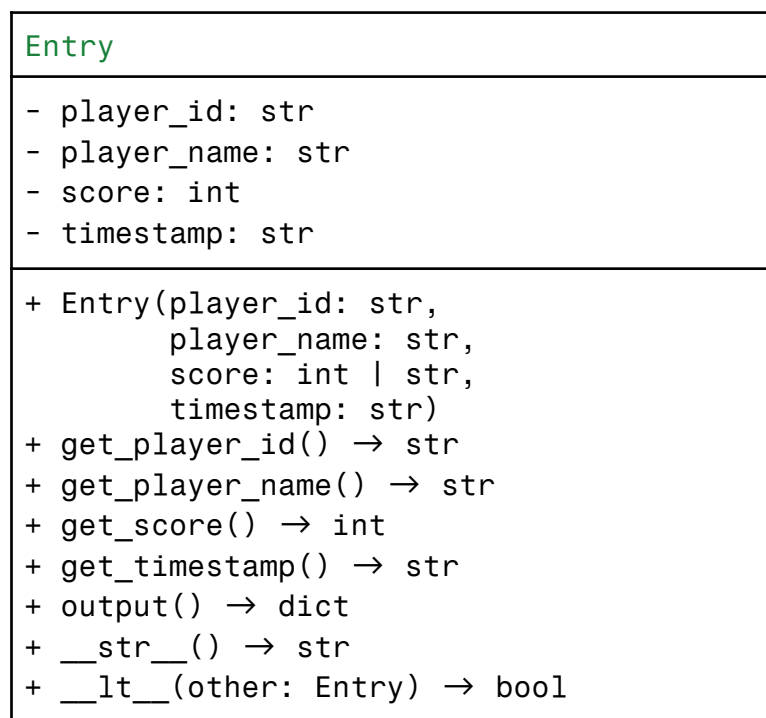 Entry
- player_id: str
- player_name: str
- score: int
- timestamp: str
+ Entry(player_id: str,
player_name: str,
score: int | str,
timestamp: str)
+ get_player_id() → str
+ get_player_name() → str
+ get_score() → int
+ get_timestamp() → str
+ output() → dict
+ __str__() → str
+ __lt__(other: Entry) → bool